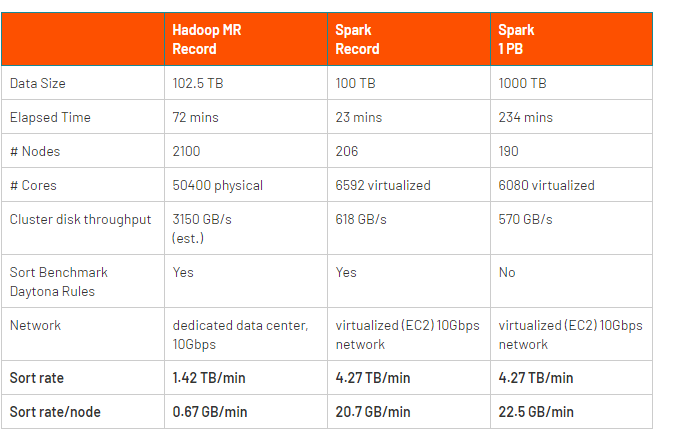 Hadoop MR Record Spark Record Spark 1 PB
Data Size 102.5 TB 100 TB 1000 TB
Elapsed Time 72 mins 23 mins 234 mins
# Nodes 2100 206 190
# Cores 50400 physical 6592 virtualized 6080 virtualized
Cluster disk throughput 3150 GB/s (est.) 618 GB/s 570 GB/s
Sort Benchmark Daytona Rules Yes Yes No
Network dedicated data center, 10Gbps virtualized (EC2) 10Gbps network virtualized (EC2) 10Gbps network
Sort rate 1.42 TB/min 4.27 TB/min 4.27 TB/min
Sort rate/node 0.67 GB/min 20.7 GB/min 22.5 GB/min